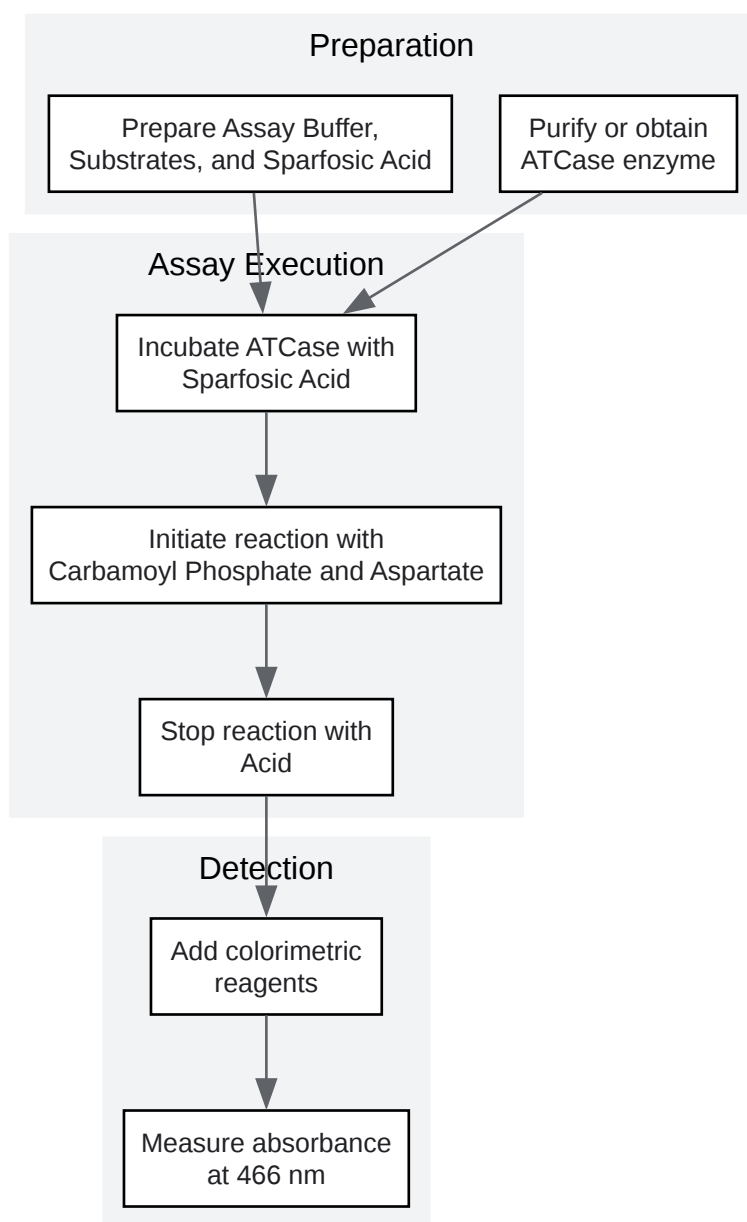 Preparation
Prepare Assay Buffer,
Substrates, and Sparfosic Acid
Purify or obtain
ATCase enzyme
Assay Execution
Incubate ATCase with
Sparfosic Acid
Initiate reaction with
Carbamoyl Phosphate and Aspartate
Stop reaction with
Acid
Detection
Add colorimetric
reagents
Measure absorbance
at 466 nm